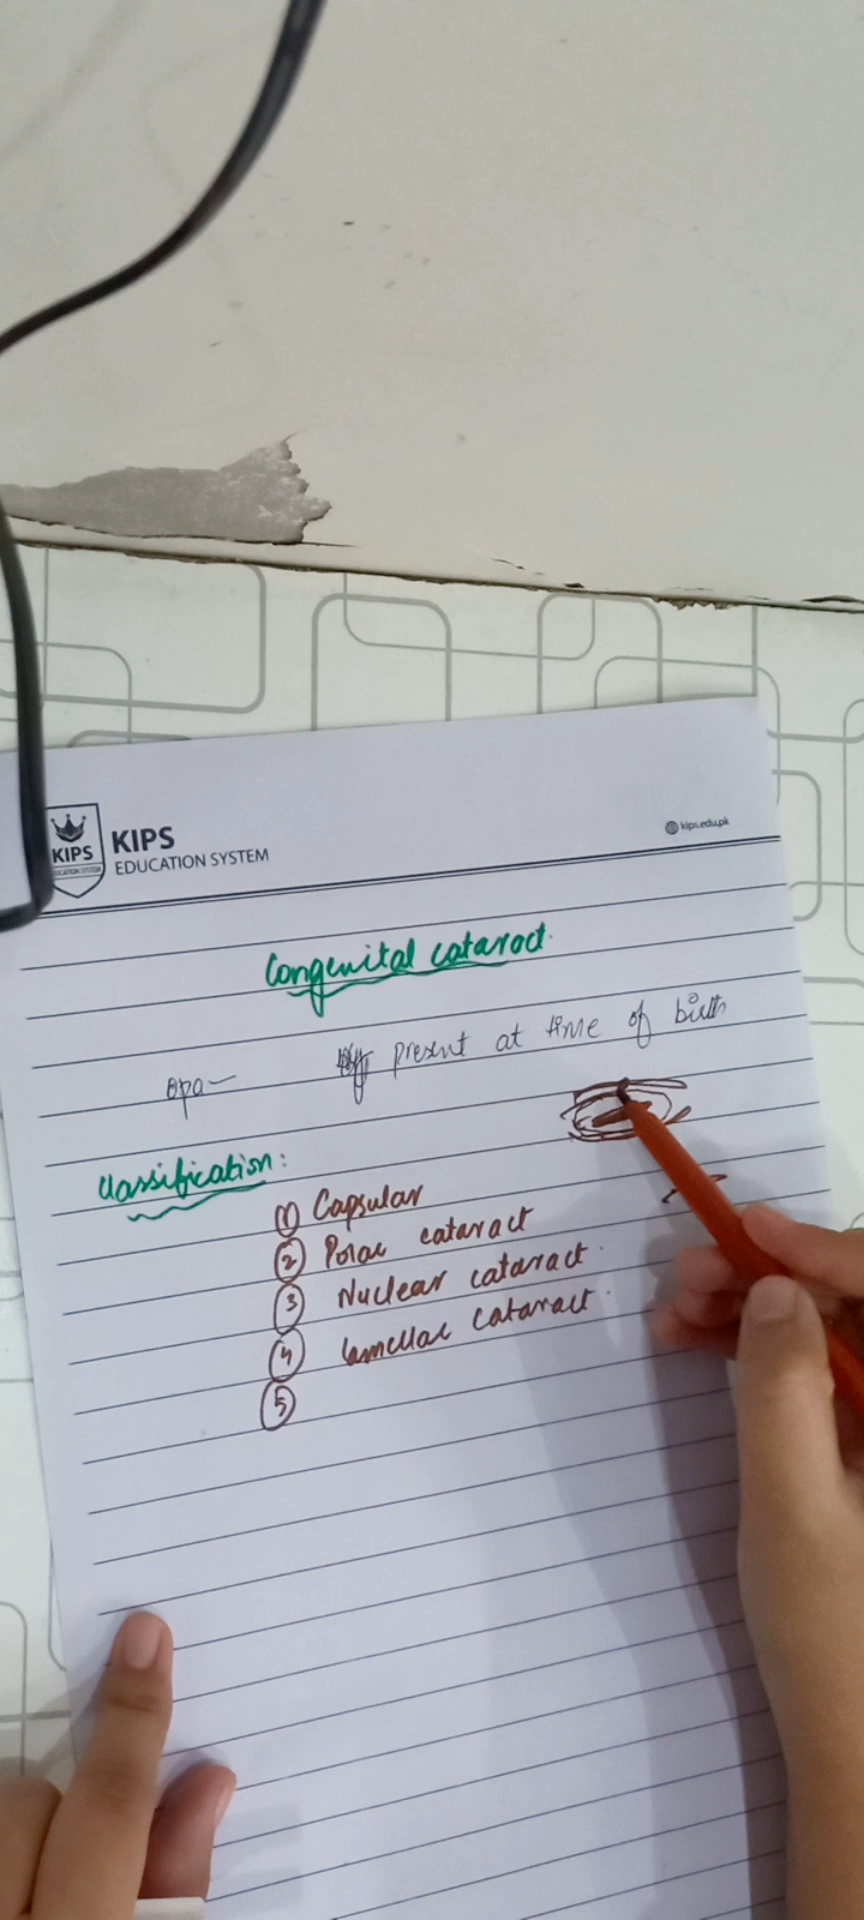 KIPS
KIPS
EDUCATION SYSTEM
kips.edu.pk
Congenital cataract.
present at time of birth
opa
Classification:
① Capsular
② Polar cataract
③ Nuclear cataract.
④ lamellar cataract.
⑤